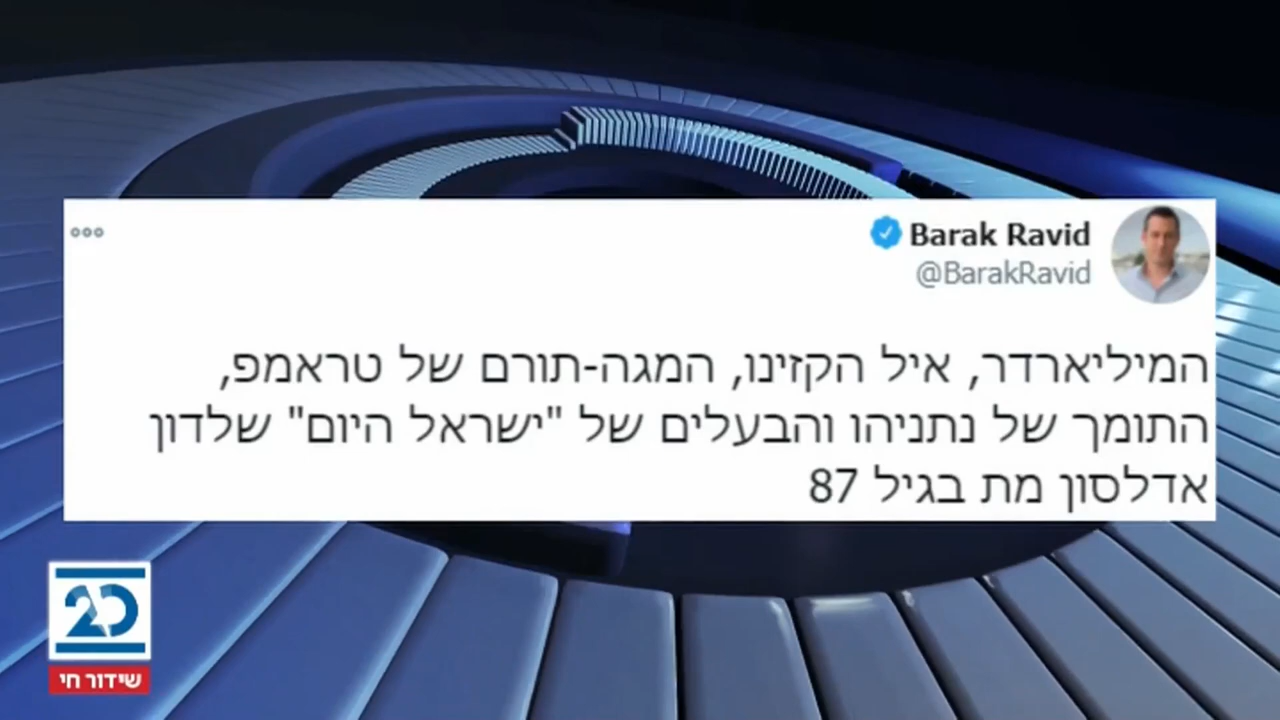 Barak Ravid
@BarakRavid
המיליארדר, איל הקזינו, המגה-תורם של טראמפ,
התומך של נתניהו והבעלים של "ישראל היום" שלדון
אדלסון מת בגיל 87
20
שידור חי